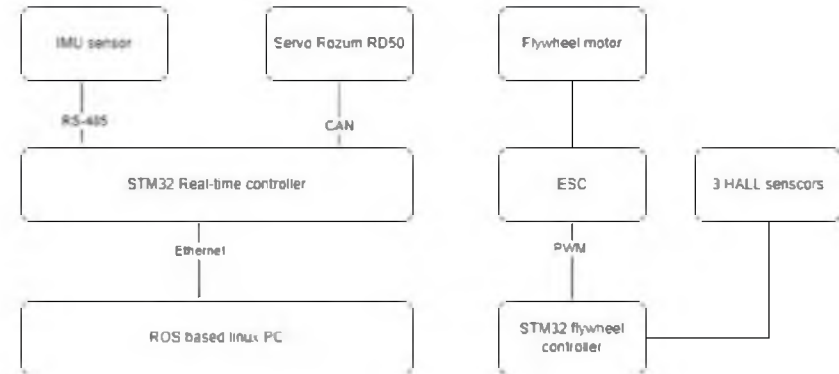 IMU sensor
Servo Rozum RD50
Flywheel motor
RS-485
CAN
STM32 Real-time controller
ESC
3 HALL senscors
Ethernet
PWM
ROS based linux PC
STM32 flywheel
controller